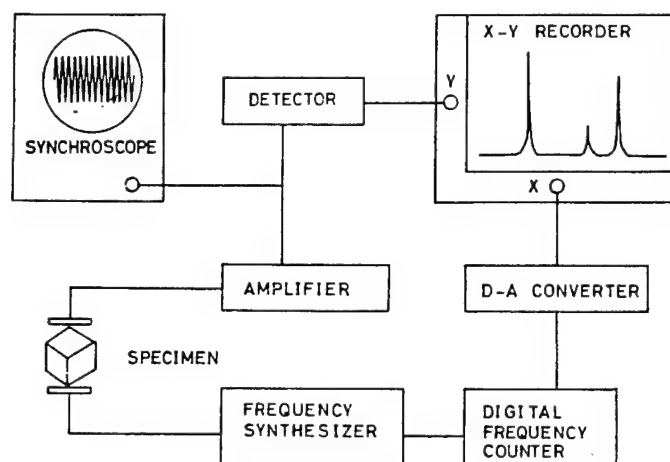 X-Y RECORDER
Y
DETECTOR
SYNCHROSCOPE
X
AMPLIFIER
D-A CONVERTER
SPECIMEN
FREQUENCY
SYNTHESIZER
DIGITAL
FREQUENCY
COUNTER